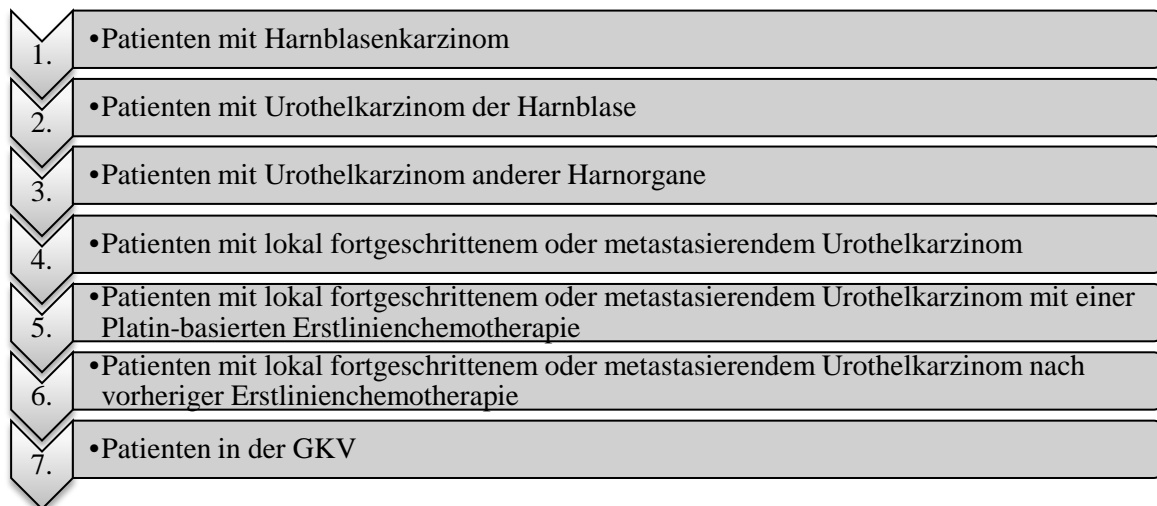 1. •Patienten mit Harnblasenkarzinom
2. •Patienten mit Urothelkarzinom der Harnblase
3. •Patienten mit Urothelkarzinom anderer Harnorgane
4. •Patienten mit lokal fortgeschrittenem oder metastasierendem Urothelkarzinom
5. •Patienten mit lokal fortgeschrittenem oder metastasierendem Urothelkarzinom mit einer
Platin-basierten Erstlinienchemotherapie
6. •Patienten mit lokal fortgeschrittenem oder metastasierendem Urothelkarzinom nach
vorheriger Erstlinienchemotherapie
7. •Patienten in der GKV